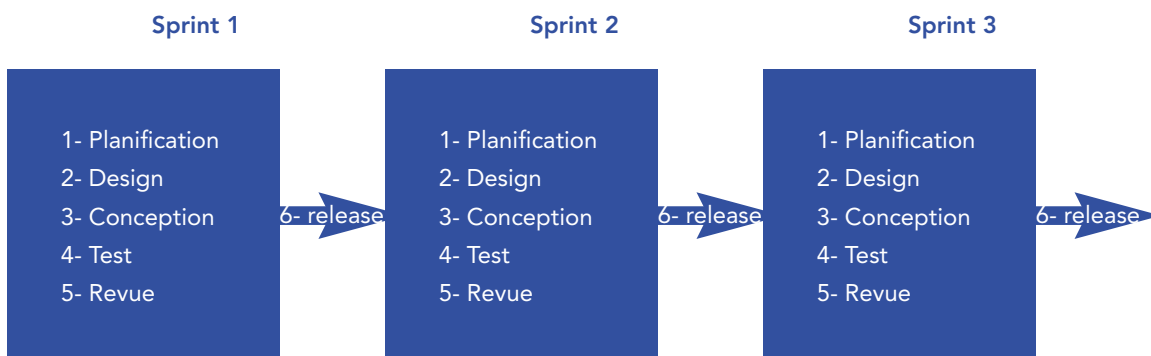 Sprint 1
Sprint 2
Sprint 3
1- Planification
2- Design
3- Conception
4- Test
5- Revue
6- release
1- Planification
2- Design
3- Conception
4- Test
5- Revue
6- release
1- Planification
2- Design
3- Conception
4- Test
5- Revue
6- release